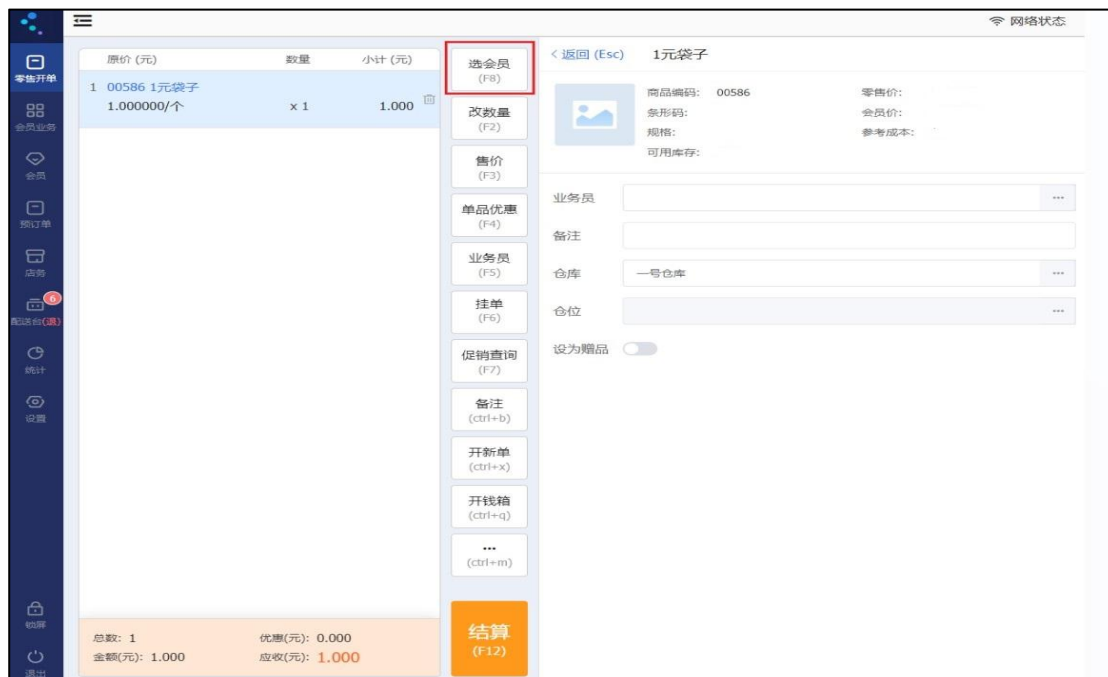 网络状态
零售开单
会员业务
会员
预订单
店务
6
配送台(退)
统计
设置
锁屏
退出
原价 (元) 数量 小计 (元)
1 00586 1元袋子
1.000000/个 x 1 1.000
总数: 1 优惠(元): 0.000
金额(元): 1.000 应收(元): 1.000
选会员
(F8)
改数量
(F2)
售价
(F3)
单品优惠
(F4)
业务员
(F5)
挂单
(F6)
促销查询
(F7)
备注
(ctrl+b)
开新单
(ctrl+x)
开钱箱
(ctrl+q)
...
(ctrl+m)
结算
(F12)
<返回 (Esc) 1元袋子
商品编码: 00586 零售价:
条形码: 会员价:
规格: 参考成本:
可用库存:
业务员 ...
备注
仓库 一号仓库 ...
仓位 ...
设为赠品